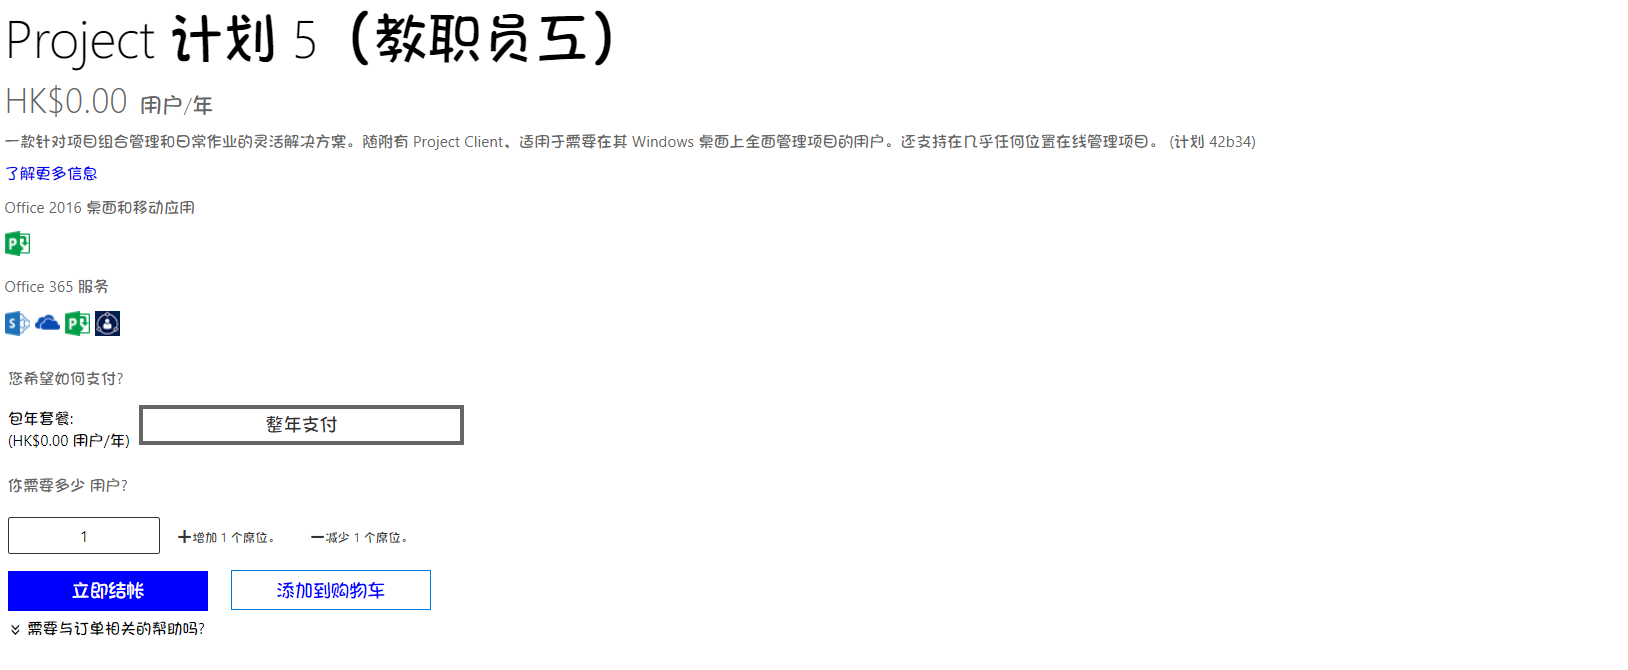 Project 计划 5（教职员工）
HK$0.00 用户/年
一款针对项目组合管理和日常作业的灵活解决方案。随附有 Project Client、适用于需要在其 Windows 桌面上全面管理项目的用户。还支持在几乎任何位置在线管理项目。 (计划 42b34)
了解更多信息
Office 2016 桌面和移动应用
P
Office 365 服务
S P
您希望如何支付?
包年套餐: 整年支付
(HK$0.00 用户/年)
你需要多少 用户?
1 +增加 1 个席位。 —减少 1 个席位。
立即结帐 添加到购物车
需要与订单相关的帮助吗?